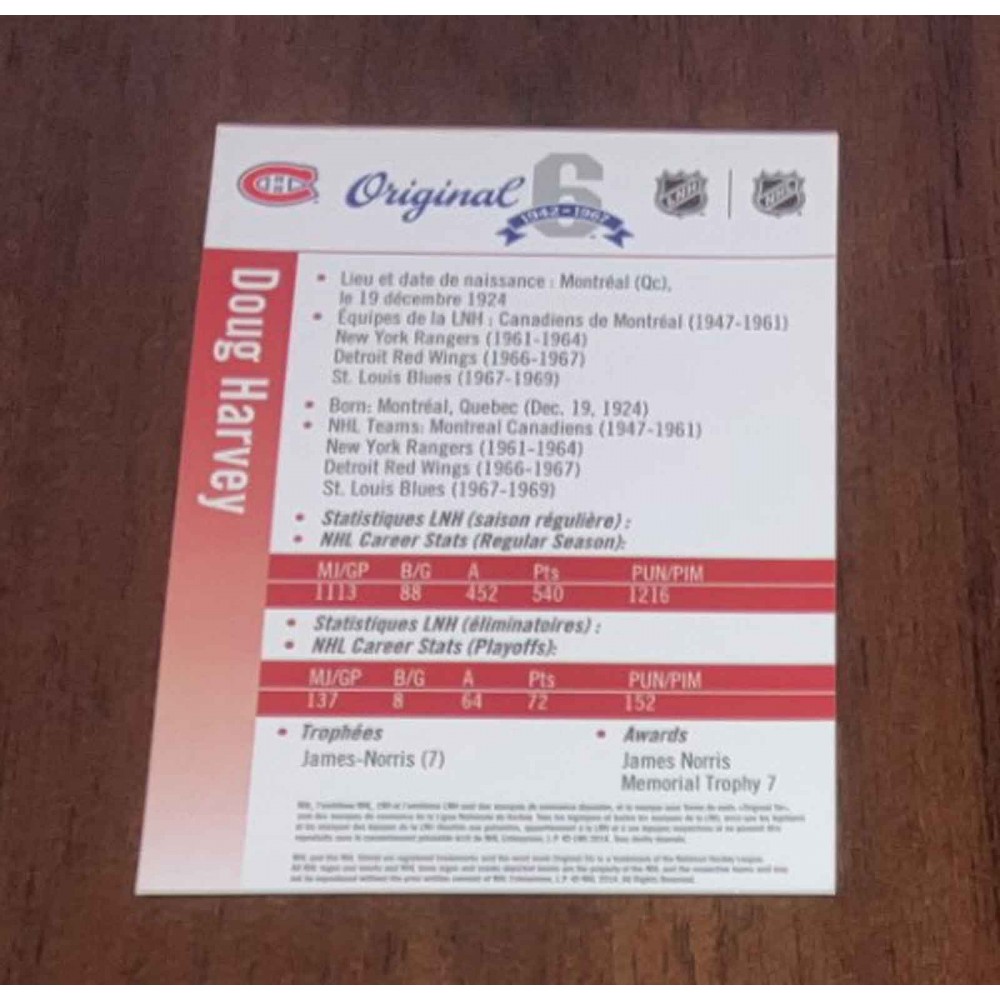 Original 6
1942-1967
LNH
NHL
Doug Harvey
• Lieu et date de naissance : Montréal (Qc),
le 19 décembre 1924
• Équipes de la LNH : Canadiens de Montréal (1947-1961)
New York Rangers (1961-1964)
Detroit Red Wings (1966-1967)
St. Louis Blues (1967-1969)
• Born: Montréal, Quebec (Dec. 19, 1924)
• NHL Teams: Montreal Canadiens (1947-1961)
New York Rangers (1961-1964)
Detroit Red Wings (1966-1967)
St. Louis Blues (1967-1969)
• Statistiques LNH (saison régulière) :
• NHL Career Stats (Regular Season):
MJ/GP B/G A Pts PUN/PIM
1113 88 452 540 1216
• Statistiques LNH (éliminatoires) :
• NHL Career Stats (Playoffs):
MJ/GP B/G A Pts PUN/PIM
137 8 64 72 152
• Trophées
James-Norris (7)
• Awards
James Norris
Memorial Trophy 7